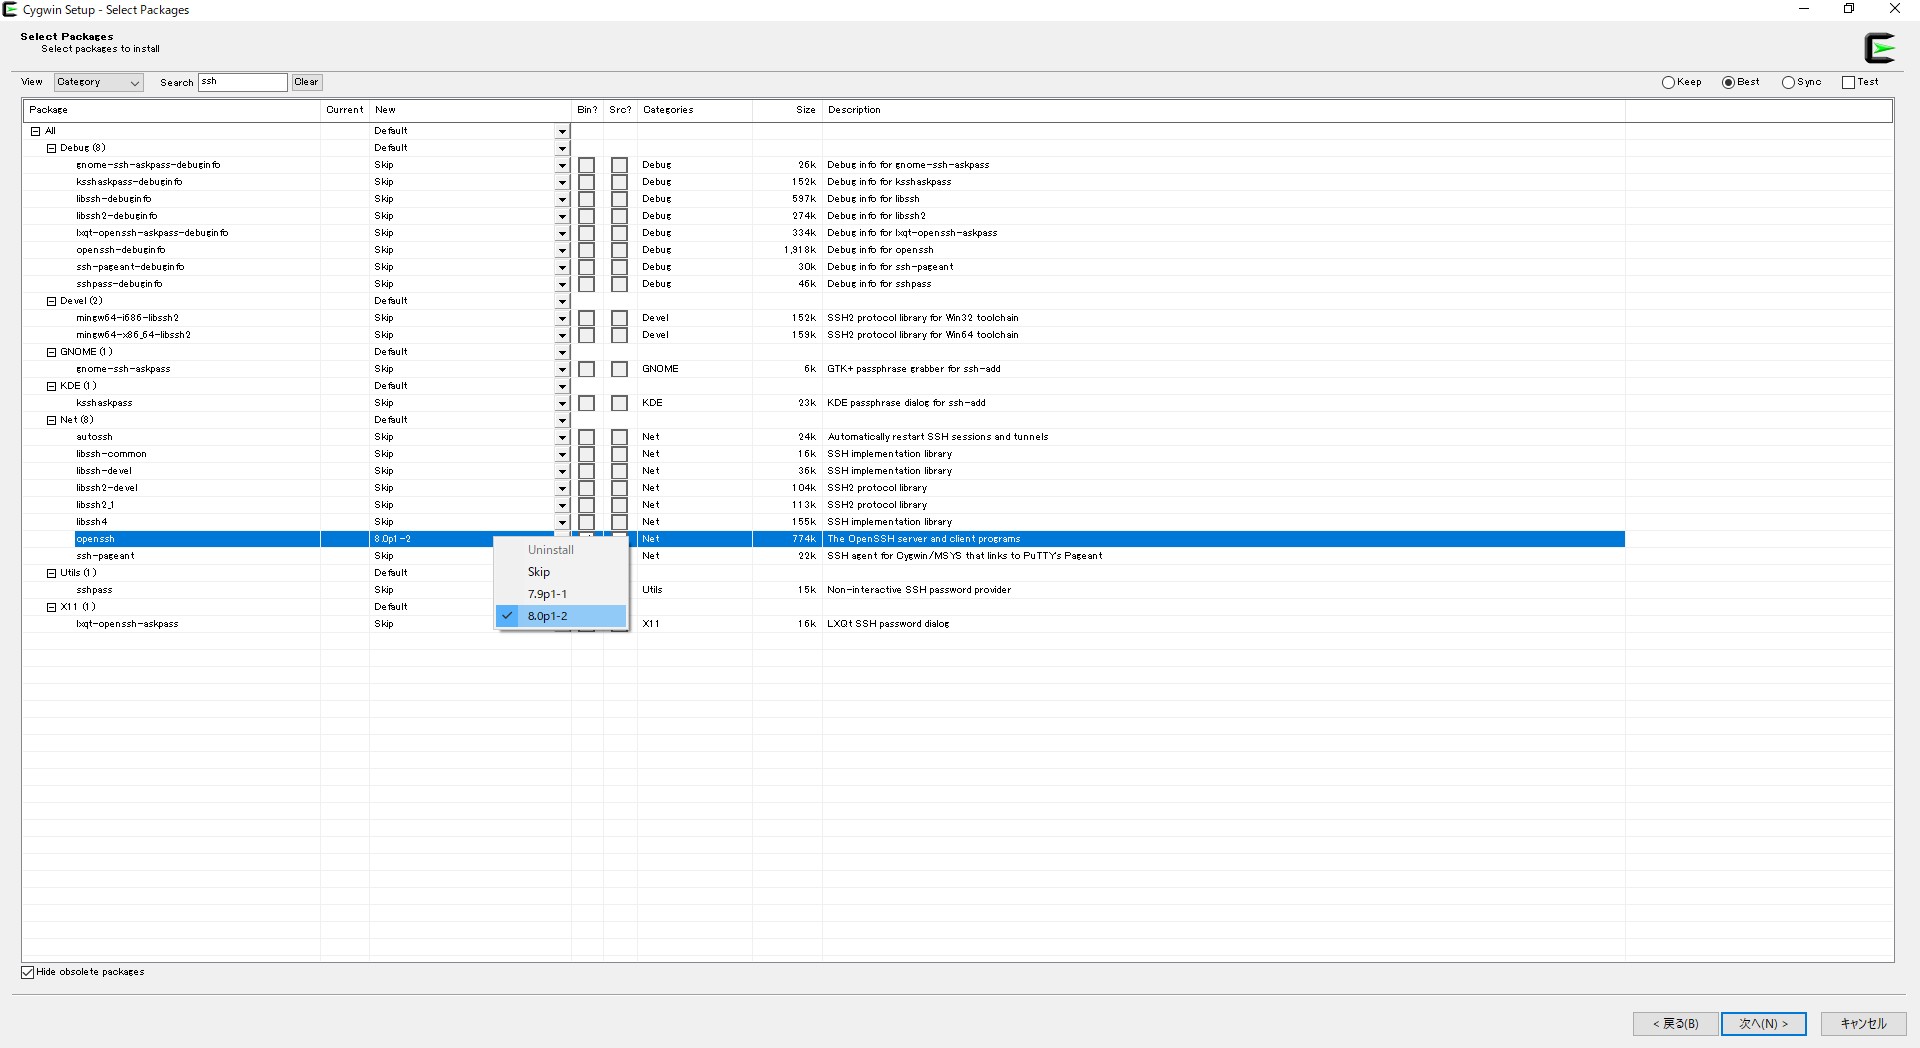 Cygwin Setup - Select Packages
Select Packages
Select packages to install
View Category Search ssh Clear Keep Best Sync Test
Package Current New Bin? Src? Categories Size Description
All Default
Debug (8) Default
gnome-ssh-askpass-debuginfo Skip Debug 26k Debug info for gnome-ssh-askpass
ksshaskpass-debuginfo Skip Debug 152k Debug info for ksshaskpass
libssh-debuginfo Skip Debug 597k Debug info for libssh
libssh2-debuginfo Skip Debug 274k Debug info for libssh2
lxqt-openssh-askpass-debuginfo Skip Debug 334k Debug info for lxqt-openssh-askpass
openssh-debuginfo Skip Debug 1,918k Debug info for openssh
ssh-pageant-debuginfo Skip Debug 30k Debug info for ssh-pageant
sshpass-debuginfo Skip Debug 46k Debug info for sshpass
Devel (2) Default
mingw64-i686-libssh2 Skip Devel 152k SSH2 protocol library for Win32 toolchain
mingw64-x86_64-libssh2 Skip Devel 159k SSH2 protocol library for Win64 toolchain
GNOME (1) Default
gnome-ssh-askpass Skip GNOME 6k GTK+ passphrase grabber for ssh-add
KDE (1) Default
ksshaskpass Skip KDE 23k KDE passphrase dialog for ssh-add
Net (8) Default
autossh Skip Net 24k Automatically restart SSH sessions and tunnels
libssh-common Skip Net 16k SSH implementation library
libssh-devel Skip Net 36k SSH implementation library
libssh2-devel Skip Net 104k SSH2 protocol library
libssh2_1 Skip Net 113k SSH2 protocol library
libssh4 Skip Net 155k SSH implementation library
openssh 8.0p1-2 Net 774k The OpenSSH server and client programs
ssh-pageant Skip Net 22k SSH agent for Cygwin/MSYS that links to PuTTY's Pageant
Utils (1) Default
sshpass Skip Utils 15k Non-interactive SSH password provider
X11 (1) Default
lxqt-openssh-askpass Skip X11 16k LXQt SSH password dialog
Uninstall
Skip
7.9p1-1
8.0p1-2
Hide obsolete packages
< 戻る(B) 次へ(N) > キャンセル